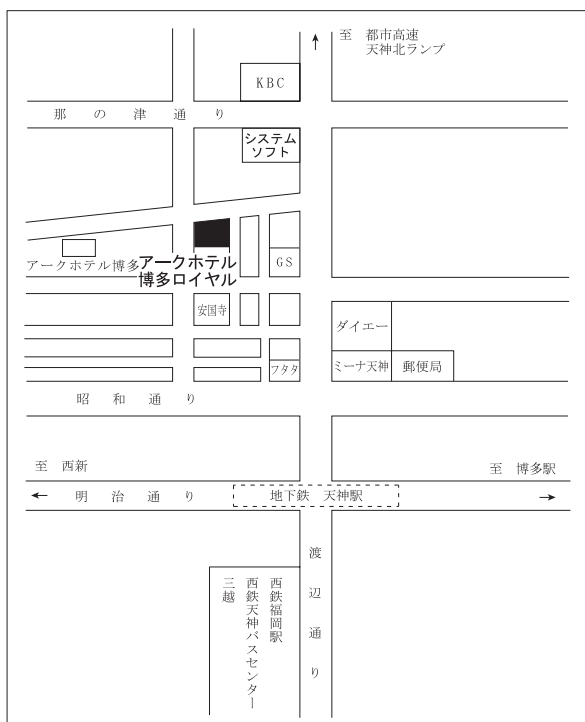 至　都市高速
天神北ランプ
KBC
那の津通り
システム
ソフト
アークホテル博多
アークホテル
博多ロイヤル
GS
安国寺
ダイエー
フタタ
ミーナ天神
郵便局
昭和通り
至　西新
至　博多駅
明治通り
地下鉄　天神駅
渡辺通り
西鉄福岡駅
西鉄天神バスセンター
三越